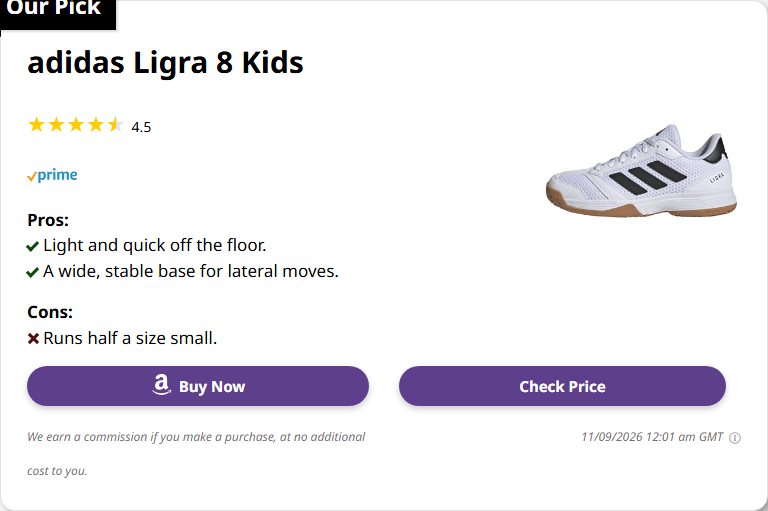 Our Pick
adidas Ligra 8 Kids
4.5
prime
Pros:
Light and quick off the floor.
A wide, stable base for lateral moves.
Cons:
Runs half a size small.
Buy Now
Check Price
We earn a commission if you make a purchase, at no additional
cost to you.
11/09/2026 12:01 am GMT
LIGRA